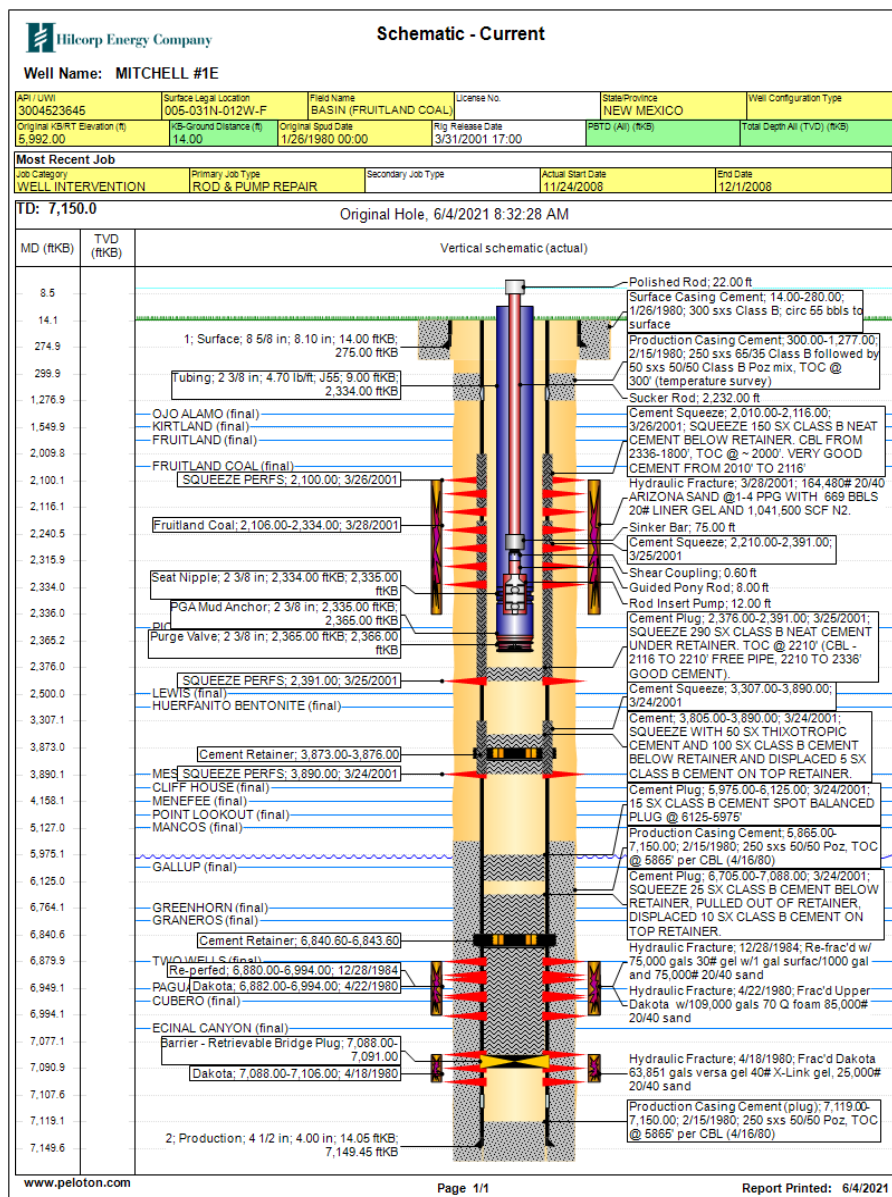 Hilcorp Energy Company
Schematic - Current
Well Name: MITCHELL #1E
API / UWI
3004523645
Surface Legal Location
005-031N-012W-F
Field Name
BASIN (FRUITLAND COAL)
License No.
State/Province
NEW MEXICO
Well Configuration Type
Original KB/RT Elevation (ft)
5,992.00
KB-Ground Distance (ft)
14.00
Original Spud Date
1/26/1980 00:00
Rig Release Date
3/31/2001 17:00
PBTD (All) (ftKB)
Total Depth All (TVD) (ftKB)
Most Recent Job
Job Category
WELL INTERVENTION
Primary Job Type
ROD & PUMP REPAIR
Secondary Job Type
Actual Start Date
11/24/2008
End Date
12/1/2008
TD: 7,150.0
Original Hole, 6/4/2021 8:32:28 AM
MD (ftKB)
TVD
(ftKB)
Vertical schematic (actual)
8.5
14.1
274.9
299.9
1,276.9
1,549.9
2,009.8
2,100.1
2,116.1
2,240.5
2,315.9
2,334.0
2,336.0
2,365.2
2,376.0
2,500.0
3,307.1
3,873.0
3,890.1
4,158.1
5,127.0
5,975.1
6,125.0
6,764.1
6,840.6
6,879.9
6,949.1
6,994.1
7,077.1
7,090.9
7,107.6
7,119.1
7,149.6
1; Surface; 8 5/8 in; 8.10 in; 14.00 ftKB;
275.00 ftKB
Tubing; 2 3/8 in; 4.70 lb/ft; J55; 9.00 ftKB;
2,334.00 ftKB
OJO ALAMO (final)
KIRTLAND (final)
FRUITLAND (final)
FRUITLAND COAL (final)
SQUEEZE PERFS; 2,100.00; 3/26/2001
Fruitland Coal; 2,106.00-2,334.00; 3/28/2001
Seat Nipple; 2 3/8 in; 2,334.00 ftKB; 2,335.00
ftKB
PGA Mud Anchor; 2 3/8 in; 2,335.00 ftKB;
2,365.00 ftKB
Purge Valve; 2 3/8 in; 2,365.00 ftKB; 2,366.00
ftKB
SQUEEZE PERFS; 2,391.00; 3/25/2001
LEWIS (final)
HUERFANITO BENTONITE (final)
Cement Retainer; 3,873.00-3,876.00
MES
SQUEEZE PERFS; 3,890.00; 3/24/2001
CLIFF HOUSE (final)
MENEFEE (final)
POINT LOOKOUT (final)
MANCOS (final)
GALLUP (final)
GREENHORN (final)
GRANEROS (final)
Cement Retainer; 6,840.60-6,843.60
TWO WELLS (final)
Re-perfed; 6,880.00-6,994.00; 12/28/1984
PAGUA
Dakota; 6,882.00-6,994.00; 4/22/1980
CUBERO (final)
ECINAL CANYON (final)
Barrier - Retrievable Bridge Plug; 7,088.00-
7,091.00
Dakota; 7,088.00-7,106.00; 4/18/1980
2; Production; 4 1/2 in; 4.00 in; 14.05 ftKB;
7,149.45 ftKB
Polished Rod; 22.00 ft
Surface Casing Cement; 14.00-280.00;
1/26/1980; 300 sxs Class B; circ 55 bbls to
surface
Production Casing Cement; 300.00-1,277.00;
2/15/1980; 250 sxs 65/35 Class B followed by
50 sxs 50/50 Class B Poz mix, TOC @
300' (temperature survey)
Sucker Rod; 2,232.00 ft
Cement Squeeze; 2,010.00-2,116.00;
3/26/2001; SQUEEZE 150 SX CLASS B NEAT
CEMENT BELOW RETAINER. CBL FROM
2336-1800', TOC @ ~ 2000'. VERY GOOD
CEMENT FROM 2010' TO 2116'
Hydraulic Fracture; 3/28/2001; 164,480# 20/40
ARIZONA SAND @1-4 PPG WITH 669 BBLS
20# LINER GEL AND 1,041,500 SCF N2.
Sinker Bar; 75.00 ft
Cement Squeeze; 2,210.00-2,391.00;
3/25/2001
Shear Coupling; 0.60 ft
Guided Pony Rod; 8.00 ft
Rod Insert Pump; 12.00 ft
Cement Plug; 2,376.00-2,391.00; 3/25/2001;
SQUEEZE 290 SX CLASS B NEAT CEMENT
UNDER RETAINER. TOC @ 2210' (CBL -
2116 TO 2210' FREE PIPE, 2210 TO 2336'
GOOD CEMENT).
Cement Squeeze; 3,307.00-3,890.00;
3/24/2001
Cement; 3,805.00-3,890.00; 3/24/2001;
SQUEEZE WITH 50 SX THIXOTROPIC
CEMENT AND 100 SX CLASS B CEMENT
BELOW RETAINER AND DISPLACED 5 SX
CLASS B CEMENT ON TOP RETAINER.
Cement Plug; 5,975.00-6,125.00; 3/24/2001;
15 SX CLASS B CEMENT SPOT BALANCED
PLUG @ 6125-5975'
Production Casing Cement; 5,865.00-
7,150.00; 2/15/1980; 250 sxs 50/50 Poz, TOC
@ 5865' per CBL (4/16/80)
Cement Plug; 6,705.00-7,088.00; 3/24/2001;
SQUEEZE 25 SX CLASS B CEMENT BELOW
RETAINER, PULLED OUT OF RETAINER,
DISPLACED 10 SX CLASS B CEMENT ON
TOP RETAINER.
Hydraulic Fracture; 12/28/1984; Re-frac'd w/
75,000 gals 30# gel w/1 gal surfac/1000 gal
and 75,000# 20/40 sand
Hydraulic Fracture; 4/22/1980; Frac'd Upper
Dakota w/109,000 gals 70 Q foam 85,000#
20/40 sand
Hydraulic Fracture; 4/18/1980; Frac'd Dakota
63,851 gals versa gel 40# X-Link gel, 25,000#
20/40 sand
Production Casing Cement (plug); 7,119.00-
7,150.00; 2/15/1980; 250 sxs 50/50 Poz, TOC
@ 5865' per CBL (4/16/80)
www.peloton.com
Page 1/1
Report Printed: 6/4/2021